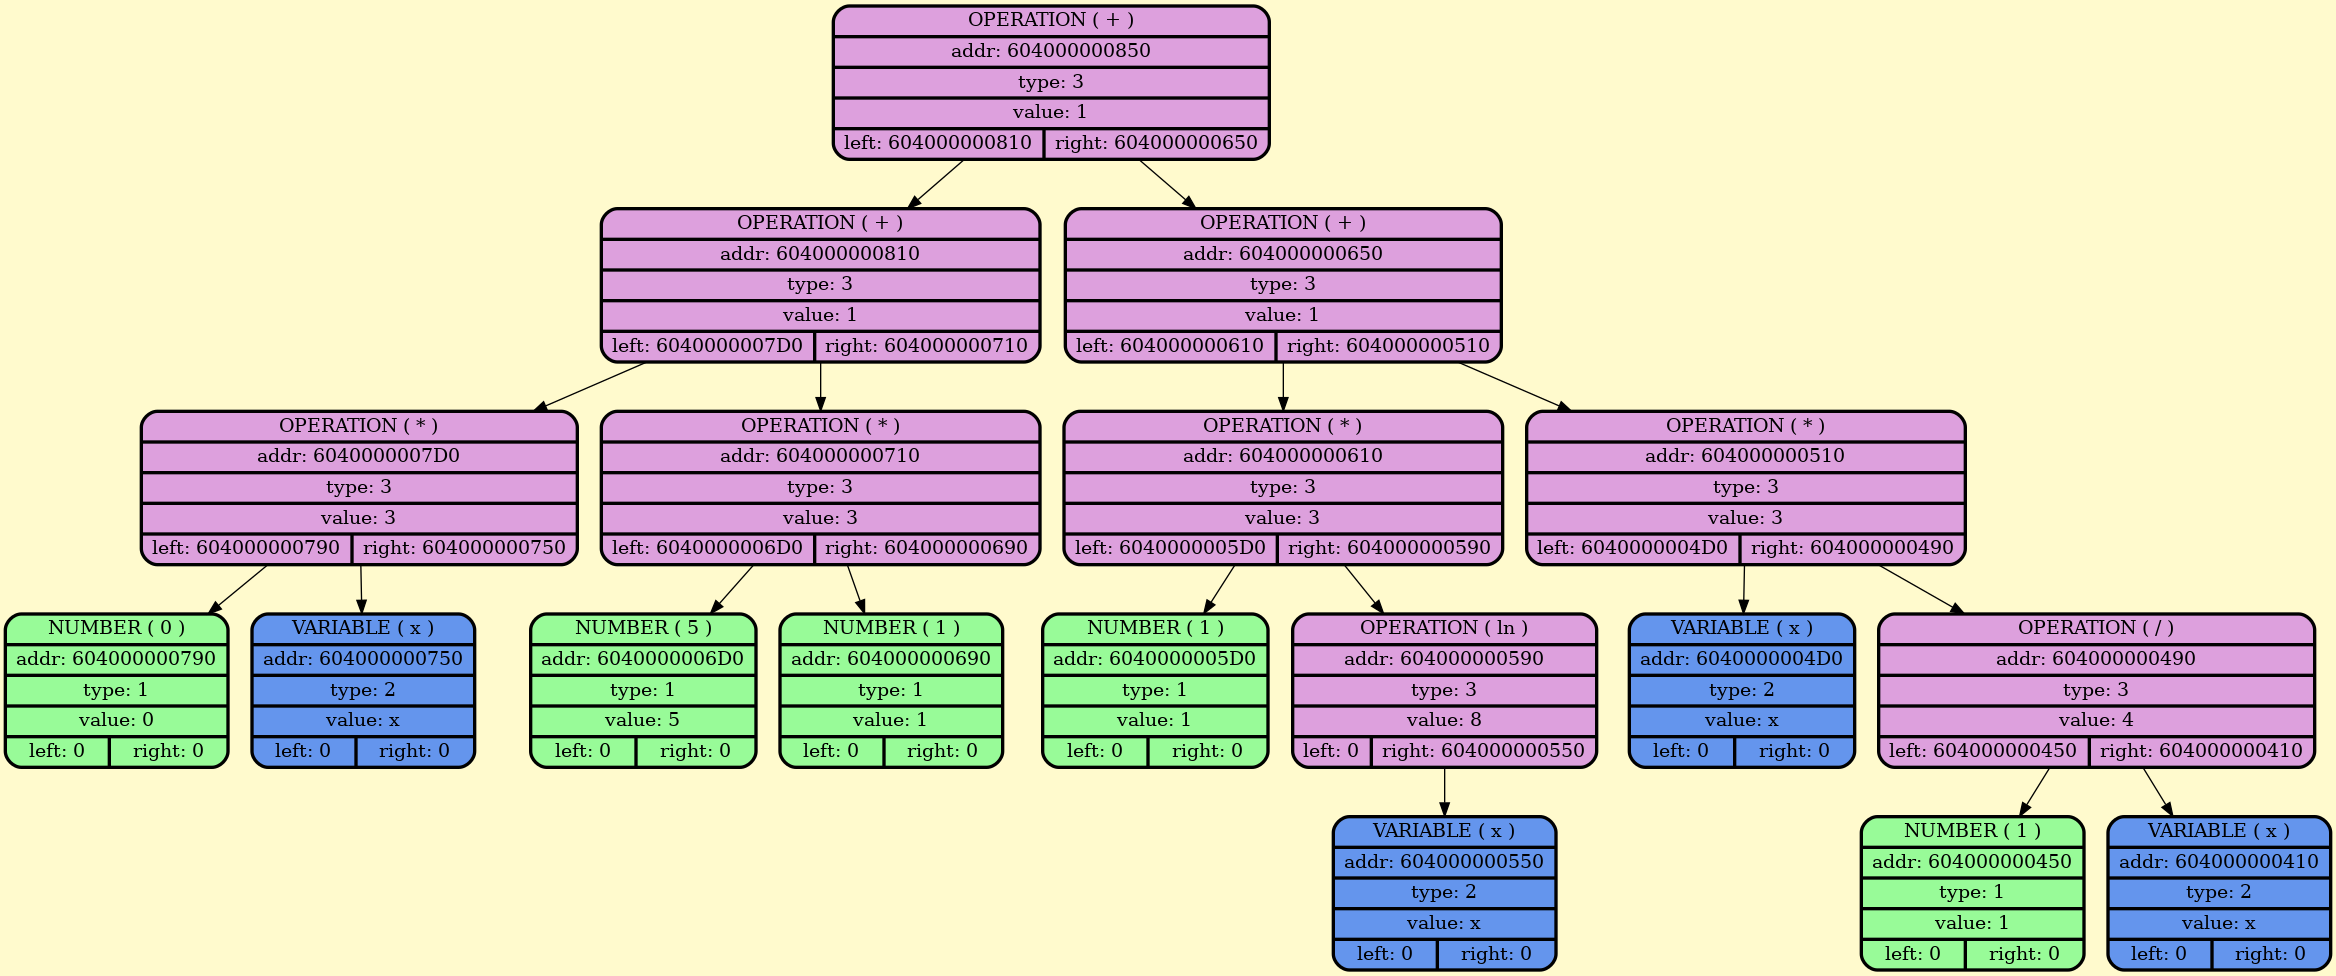 OPERATION ( + )
addr: 604000000850
type: 3
value: 1
left: 604000000810 right: 604000000650
OPERATION ( + )
addr: 604000000810
type: 3
value: 1
left: 6040000007D0 right: 604000000710
OPERATION ( + )
addr: 604000000650
type: 3
value: 1
left: 604000000610 right: 604000000510
OPERATION ( * )
addr: 6040000007D0
type: 3
value: 3
left: 604000000790 right: 604000000750
OPERATION ( * )
addr: 604000000710
type: 3
value: 3
left: 6040000006D0 right: 604000000690
OPERATION ( * )
addr: 604000000610
type: 3
value: 3
left: 6040000005D0 right: 604000000590
OPERATION ( * )
addr: 604000000510
type: 3
value: 3
left: 6040000004D0 right: 604000000490
NUMBER ( 0 )
addr: 604000000790
type: 1
value: 0
left: 0 right: 0
VARIABLE ( x )
addr: 604000000750
type: 2
value: x
left: 0 right: 0
NUMBER ( 5 )
addr: 6040000006D0
type: 1
value: 5
left: 0 right: 0
NUMBER ( 1 )
addr: 604000000690
type: 1
value: 1
left: 0 right: 0
NUMBER ( 1 )
addr: 6040000005D0
type: 1
value: 1
left: 0 right: 0
OPERATION ( ln )
addr: 604000000590
type: 3
value: 8
left: 0 right: 604000000550
VARIABLE ( x )
addr: 6040000004D0
type: 2
value: x
left: 0 right: 0
OPERATION ( / )
addr: 604000000490
type: 3
value: 4
left: 604000000450 right: 604000000410
VARIABLE ( x )
addr: 604000000550
type: 2
value: x
left: 0 right: 0
NUMBER ( 1 )
addr: 604000000450
type: 1
value: 1
left: 0 right: 0
VARIABLE ( x )
addr: 604000000410
type: 2
value: x
left: 0 right: 0